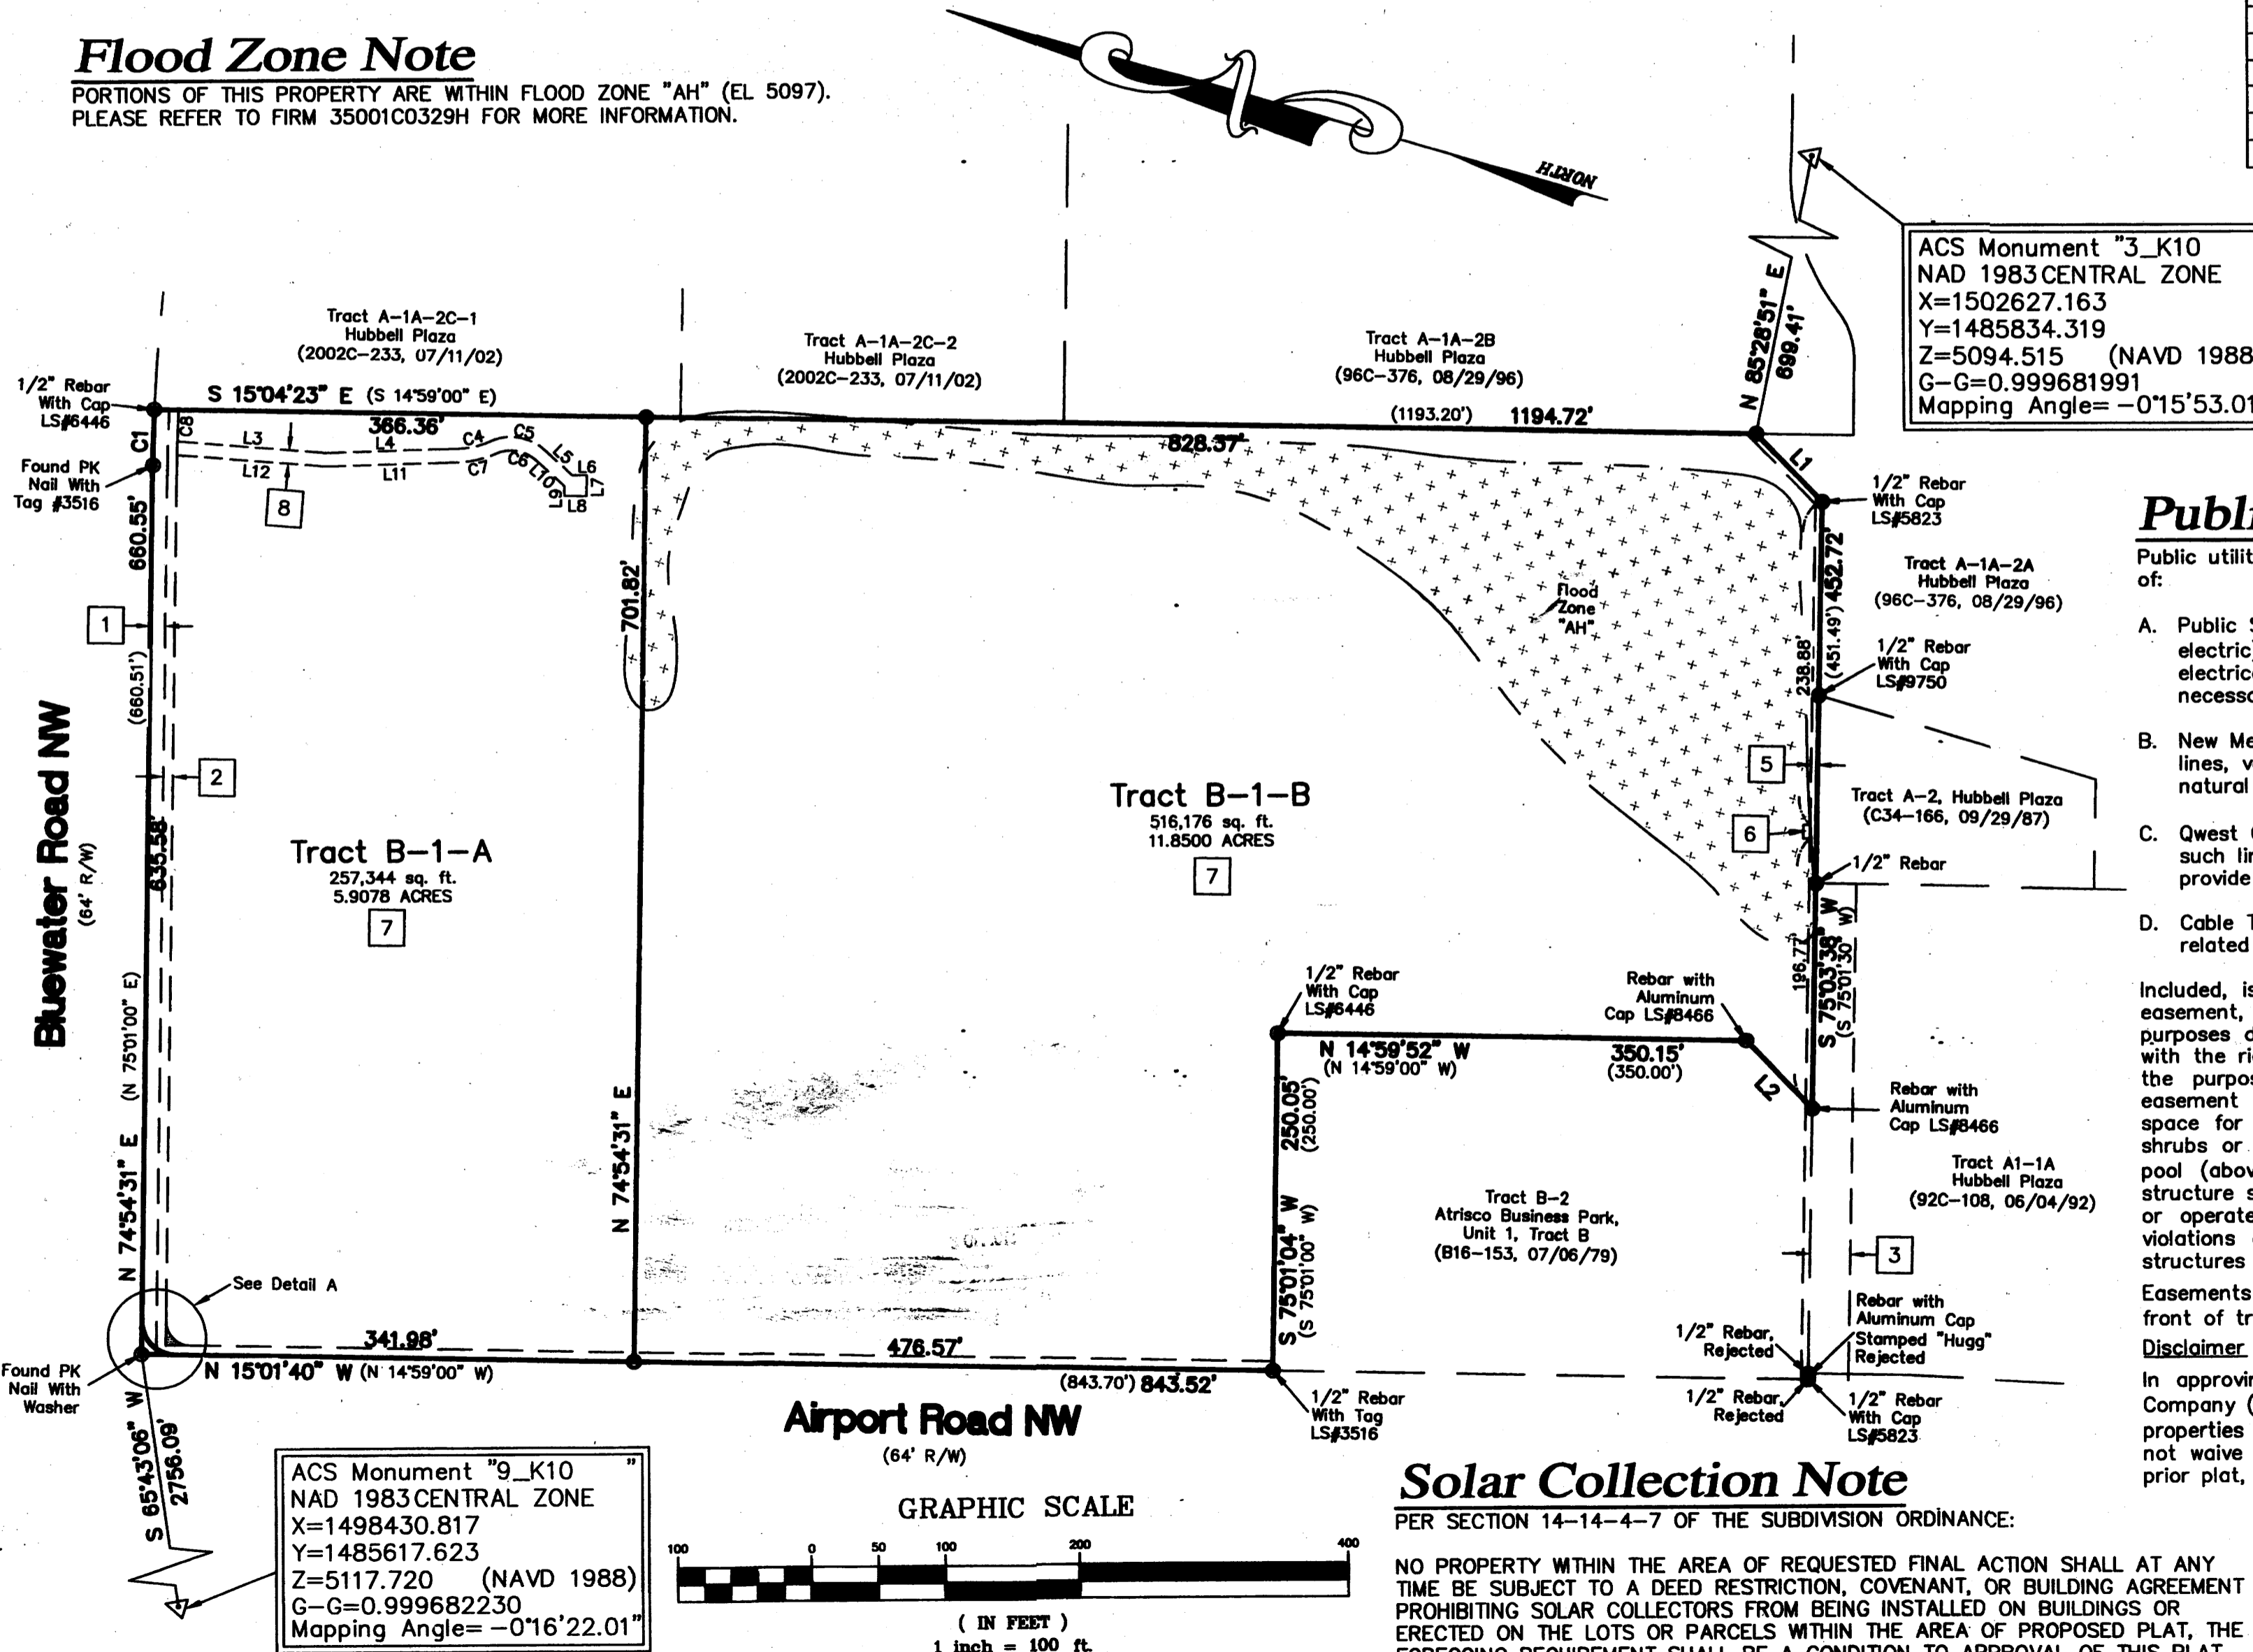 Flood Zone Note
PORTIONS OF THIS PROPERTY ARE WITHIN FLOOD ZONE "AH" (EL 5097).
PLEASE REFER TO FIRM 35001C0329H FOR MORE INFORMATION.
NORTH
ACS Monument "3_K10
NAD 1983 CENTRAL ZONE
X=1502627.163
Y=1485834.319
Z=5094.515 (NAVD 1988
G-G=0.999681991
Mapping Angle= -0°15'53.01
N 85°28'51" E
699.41'
Tract A-1A-2C-1
Hubbell Plaza
(2002C-233, 07/11/02)
Tract A-1A-2C-2
Hubbell Plaza
(2002C-233, 07/11/02)
Tract A-1A-2B
Hubbell Plaza
(96C-376, 08/29/96)
1/2" Rebar
With Cap
LS#6446
S 15°04'23" E (S 14°59'00" E)
366.36'
828.37'
(1193.20') 1194.72'
C1
C8
L3
L4
C4
C5
L5
L6
L7
L8
L9
L10
C6
C7
L11
L12
8
L1
Found PK
Nail With
Tag #3516
660.55'
(660.51')
1
2
635.58'
Bluewater Road NW
(64' R/W)
N 74°54'31" E (N 75°01'00" E)
701.82'
N 74°54'31" E
Tract B-1-A
257,344 sq. ft.
5.9078 ACRES
7
Tract B-1-B
516,176 sq. ft.
11.8500 ACRES
7
Flood
Zone
"AH"
1/2" Rebar
With Cap
LS#5823
Tract A-1A-2A
Hubbell Plaza
(96C-376, 08/29/96)
(451.49') 452.72'
238.88'
1/2" Rebar
With Cap
LS#9750
5
6
Tract A-2, Hubbell Plaza
(C34-166, 09/29/87)
1/2" Rebar
196.77'
S 75°03'38" W
(S 75°01'30" W)
1/2" Rebar
With Cap
LS#6446
Rebar with
Aluminum
Cap LS#8466
N 14°59'52" W
(N 14°59'00" W)
350.15'
(350.00')
L2
250.05'
(250.00')
S 75°01'04" W
(S 75°01'00" W)
Rebar with
Aluminum
Cap LS#8466
Tract A1-1A
Hubbell Plaza
(92C-108, 06/04/92)
Tract B-2
Atrisco Business Park,
Unit 1, Tract B
(B16-153, 07/06/79)
3
See Detail A
Found PK
Nail With
Washer
341.98'
N 15°01'40" W (N 14°59'00" W)
476.57'
(843.70') 843.52'
1/2" Rebar
With Tag
LS#3516
1/2" Rebar,
Rejected
Rebar with
Aluminum Cap
Stamped "Hugg"
Rejected
1/2" Rebar,
Rejected
1/2" Rebar
With Cap
LS#5823
Airport Road NW
(64' R/W)
S 65°43'06" W
2756.09'
ACS Monument "9_K10 "
NAD 1983 CENTRAL ZONE
X=1498430.817
Y=1485617.623
Z=5117.720 (NAVD 1988)
G-G=0.999682230
Mapping Angle= -0°16'22.01"
GRAPHIC SCALE
100 0 50 100 200 400
( IN FEET )
1 inch = 100 ft.
Solar Collection Note
PER SECTION 14-14-4-7 OF THE SUBDIVISION ORDINANCE:
NO PROPERTY WITHIN THE AREA OF REQUESTED FINAL ACTION SHALL AT ANY
TIME BE SUBJECT TO A DEED RESTRICTION, COVENANT, OR BUILDING AGREEMENT
PROHIBITING SOLAR COLLECTORS FROM BEING INSTALLED ON BUILDINGS OR
ERECTED ON THE LOTS OR PARCELS WITHIN THE AREA OF PROPOSED PLAT, THE
FOREGOING REQUIREMENT SHALL BE A CONDITION TO APPROVAL OF THIS PLAT
Publi
Public utilit
of:
A. Public S
electric)
electric
necess
B. New Me
lines, v
natural
C. Qwest
such li
provide
D. Cable T
related
Included, is
easement,
purposes d
with the ri
the purpos
easement
space for
shrubs or
pool (abov
structure s
or operate
violations
structures
Easements
front of tr
Disclaimer
In approvin
Company (
properties
not waive
prior plat,